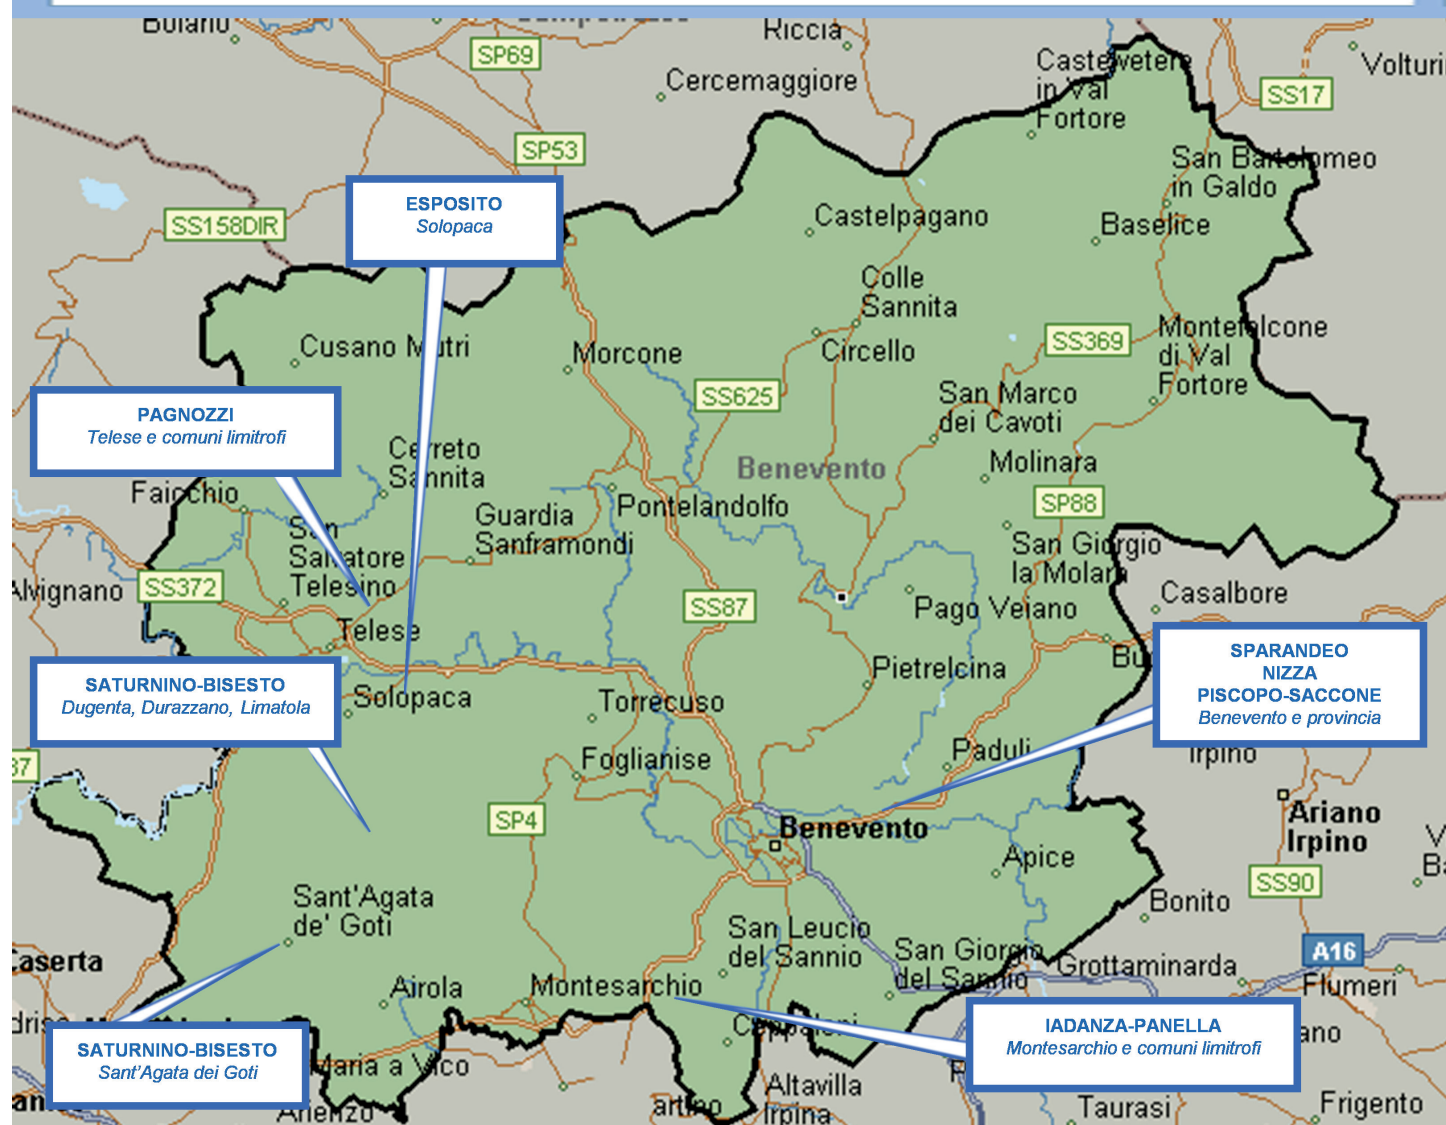 Campobasso
Boiano
Riccia
SP69
Castelvetere
in Val
Fortore
Cercemaggiore
SS17
SP53
San Bartolomeo
in Galdo
ESPOSITO
Solopaca
SS158DIR
Castelpagano
Baselice
Colle
Sannita
Cusano Mutri
Morcone
Circello
SS369
Montefalcone
di Val
Fortore
SS625
San Marco
dei Cavoti
PAGNOZZI
Telese e comuni limitrofi
Cerreto
Sannita
Benevento
Molinara
Faicchio
Pontelandolfo
SP88
Guardia
Sanframondi
San
Salvatore
Telesino
San Giorgio
la Molara
SS372
Alvignano
SS87
Pago Veiano
Casalbore
Telese
SPARANDEO
NIZZA
PISCOPO-SACCONE
Benevento e provincia
Pietrelcina
SATURNINO-BISESTO
Dugenta, Durazzano, Limatola
Solopaca
Torrecuso
Foglianise
Paduli
Irpino
SP4
Benevento
Ariano
Irpino
Apice
SS90
Bonito
Sant'Agata
de' Goti
San Leucio
del Sannio
San Giorgio
del Sannio
A16
Grottaminarda
Flumeri
Airola
Montesarchio
Ceppaloni
IADANZA-PANELLA
Montesarchio e comuni limitrofi
SATURNINO-BISESTO
Sant'Agata dei Goti
Maria a Vico
Arienzo
Altavilla
Irpina
Taurasi
Frigento